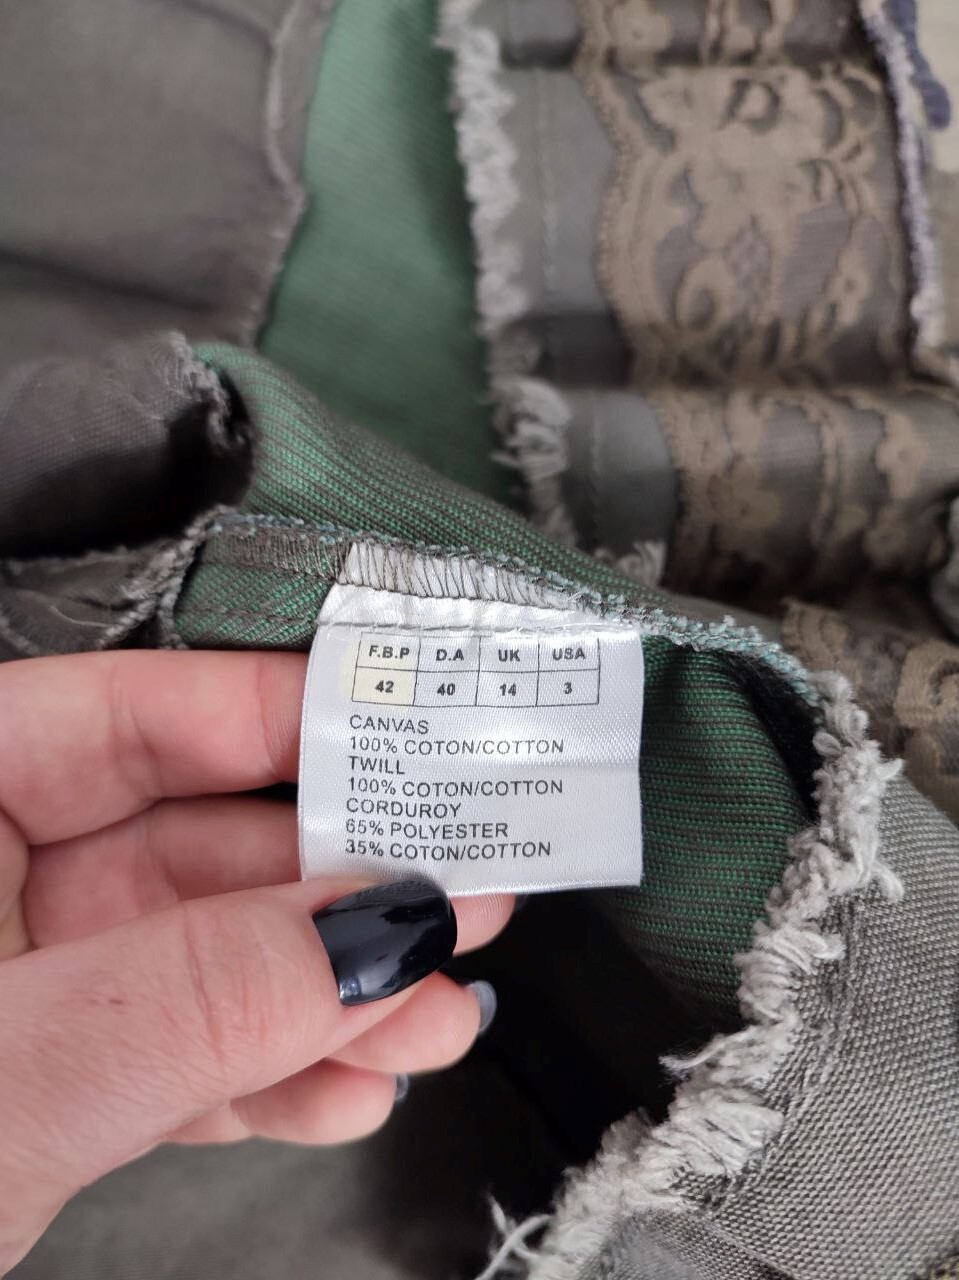 F.B.P D.A UK USA
42 40 14 3
CANVAS
100% COTON/COTTON
TWILL
100% COTON/COTTON
CORDUROY
65% POLYESTER
35% COTON/COTTON